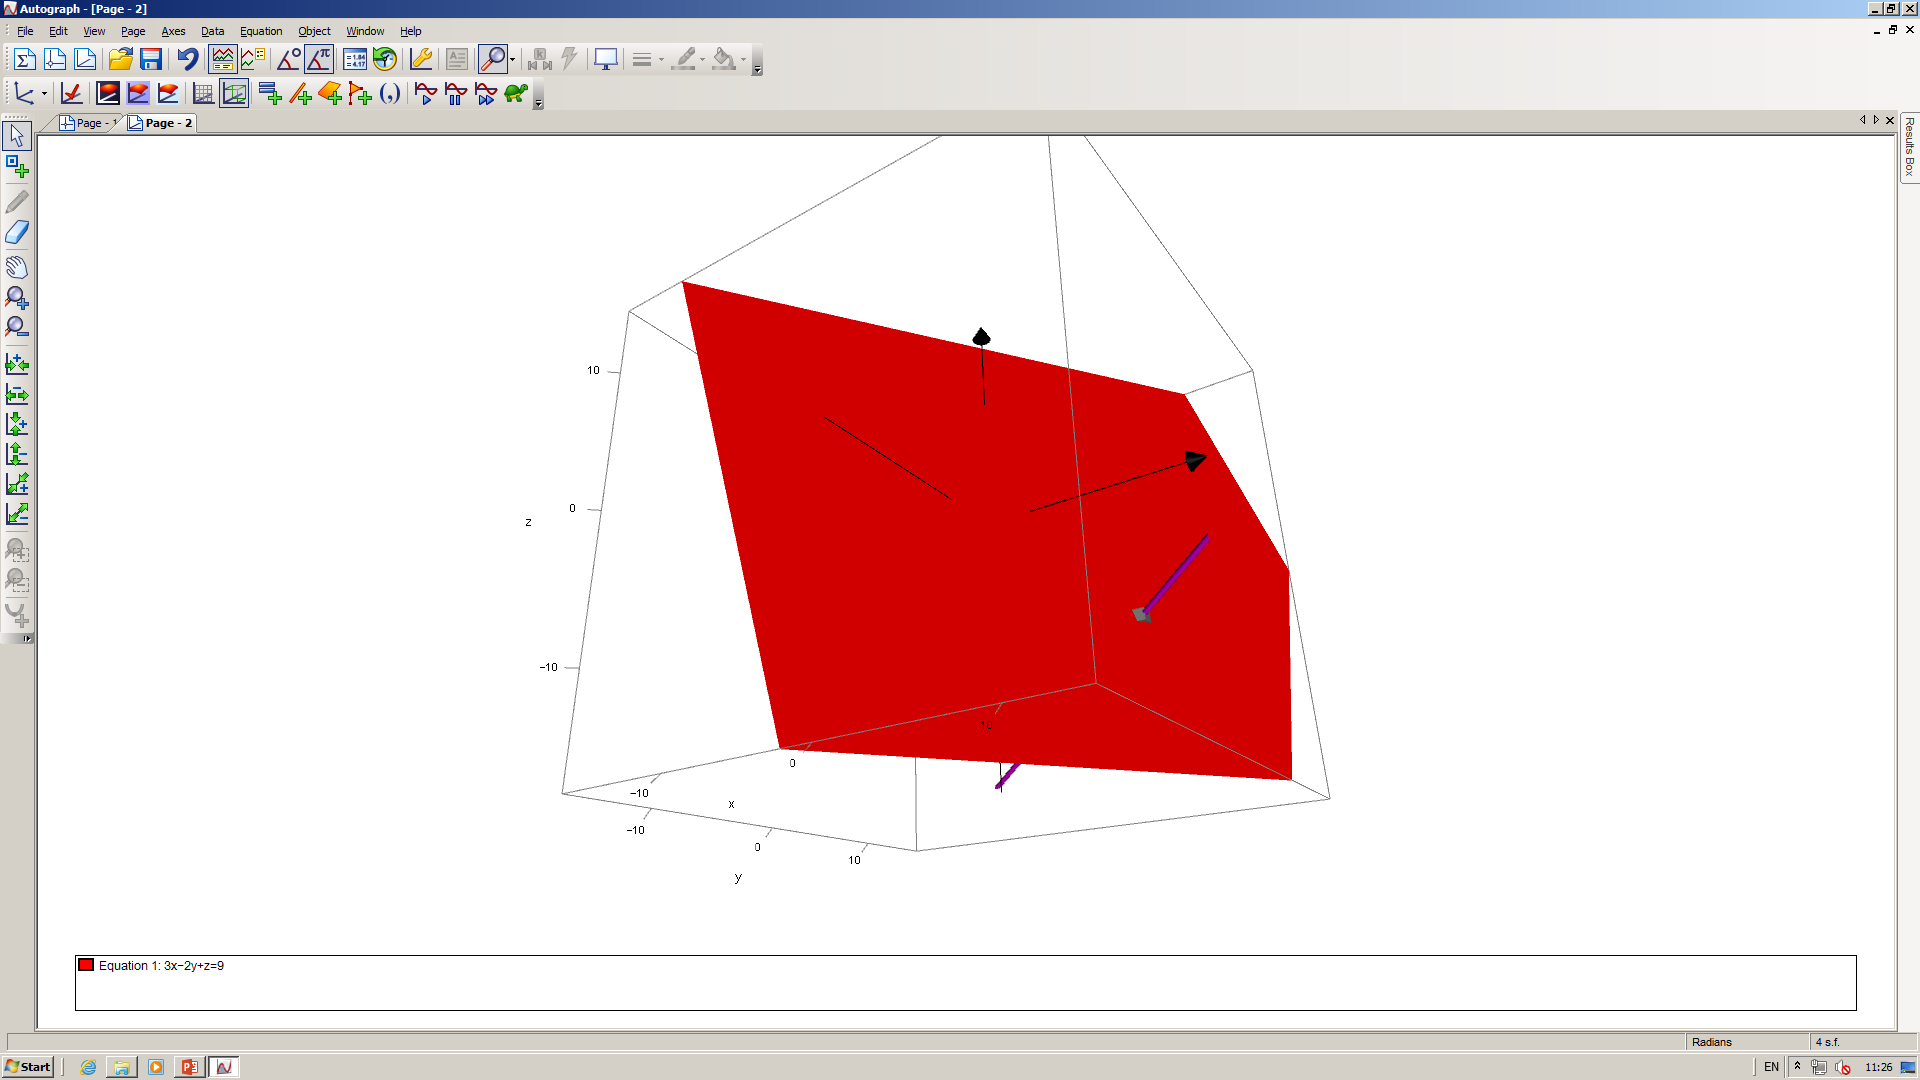 Autograph - [Page - 2]
File Edit View Page Axes Data Equation Object Window Help
Page - 1 Page - 2
Results Box
10
0
z
−10
10
0
−10
x
−10
0
10
y
Equation 1: 3x−2y+z=9
Radians 4 s.f.
Start EN 11:26